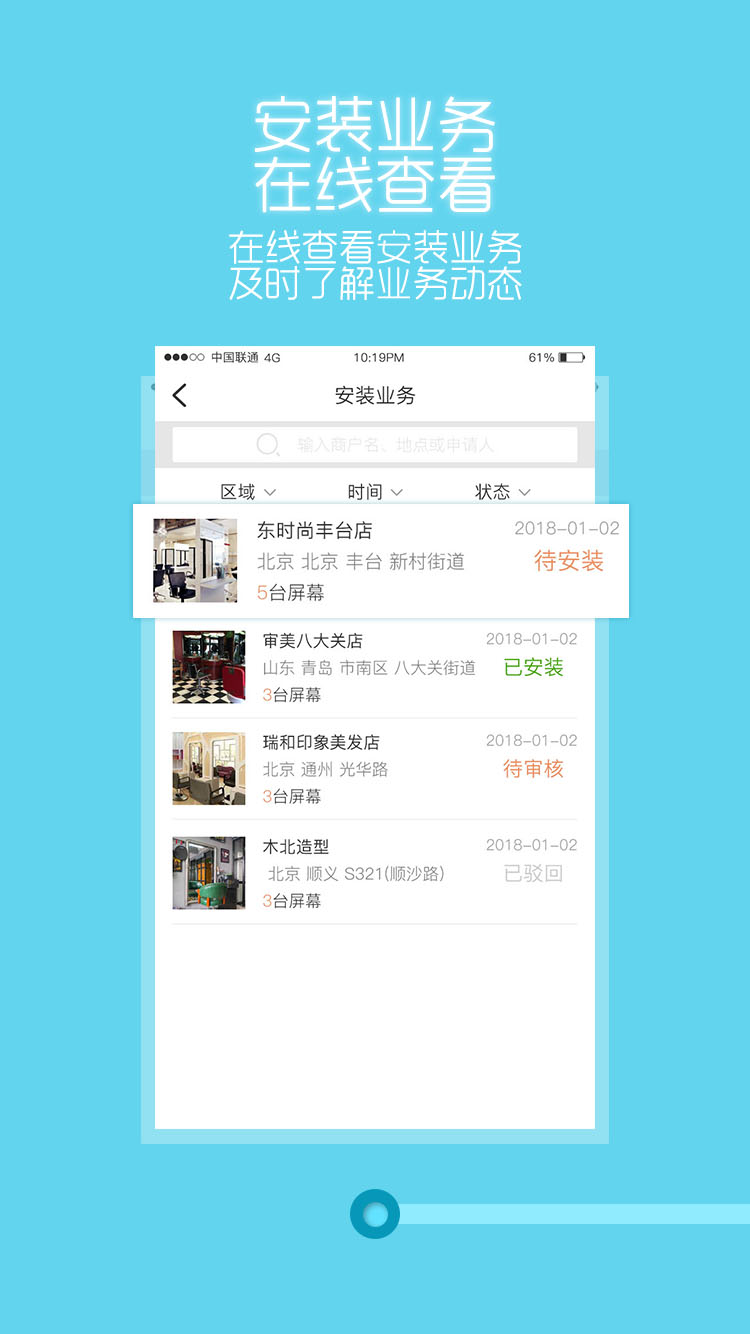 安装业务
在线查看
在线查看安装业务
及时了解业务动态
中国联通 4G 10:19PM 61%
安装业务
输入商户名、地点或申请人
区域 时间 状态
东时尚丰台店 2018-01-02
北京 北京 丰台 新村街道 待安装
5台屏幕
审美八大关店 2018-01-02
山东 青岛 市南区 八大关街道 已安装
3台屏幕
瑞和印象美发店 2018-01-02
北京 通州 光华路 待审核
3台屏幕
木北造型 2018-01-02
北京 顺义 S321(顺沙路) 已驳回
3台屏幕